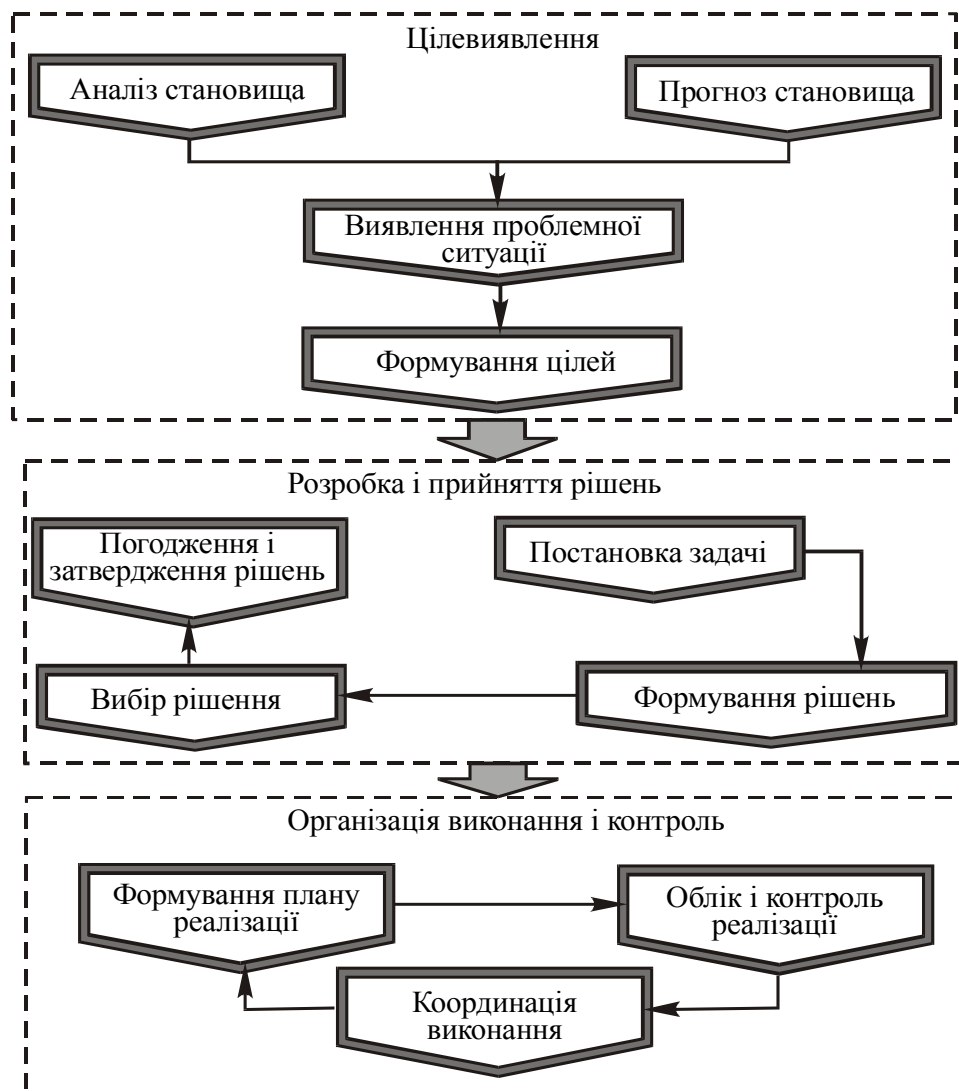 Цілевиявлення
Аналіз становища
Прогноз становища
Виявлення проблемної
ситуації
Формування цілей
Розробка і прийняття рішень
Погодження і
затвердження рішень
Постановка задачі
Вибір рішення
Формування рішень
Організація виконання і контроль
Формування плану
реалізації
Облік і контроль
реалізації
Координація
виконання